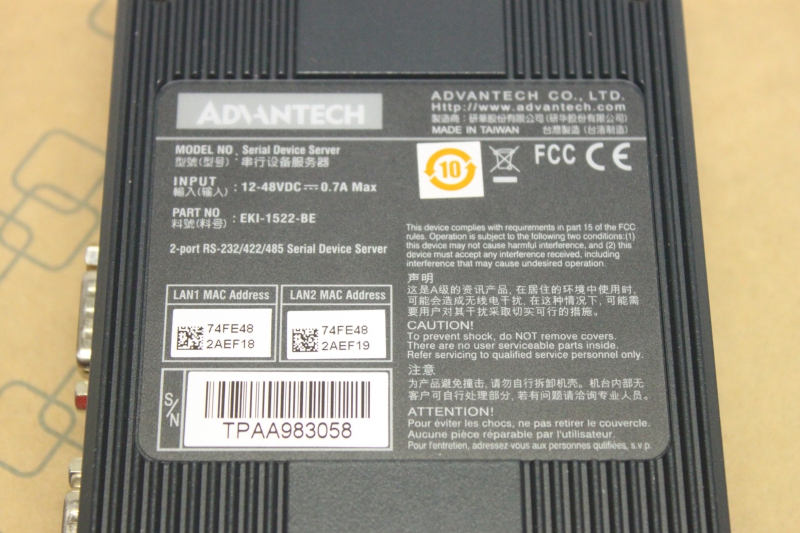 ADVANTECH
ADVANTECH CO., LTD.
Http://www.advantech.com
製造商：研華股份有限公司(研华股份有限公司)
MADE IN TAIWAN 台灣製造(台湾制造)
MODEL NO. Serial Device Server
型號(型号)：串行设备服务器
INPUT
輸入(输入)：12-48VDC⎓0.7A Max
PART NO
料號(料号)：EKI-1522-BE
2-port RS-232/422/485 Serial Device Server
10
FCC CE
This device complies with requirements in part 15 of the FCC
rules. Operation is subject to the following two conditions:(1)
this device may not cause harmful interference, and (2) this
device must accept any interference received, including
interference that may cause undesired operation.
声明
这是A级的资讯产品, 在居住的环境中使用时,
可能会造成无线电干扰, 在这种情况下, 可能需
要用户对其干扰采取切实可行的措施。
CAUTION!
To prevent shock, do NOT remove covers.
There are no user serviceable parts inside.
Refer servicing to qualified service personnel only.
注意
为产品避免撞击, 请勿自行拆卸机壳。机台内部无
客户可自行处理部分, 若有问题请洽询专业人员。
ATTENTION!
Pour éviter les chocs, ne pas retirer le couvercle.
Aucune pièce réparable par l'utilisateur.
Pour l'entretien, adressez-vous aux personnes qulifiées, s.v.p.
LAN1 MAC Address
74FE48
2AEF18
LAN2 MAC Address
74FE48
2AEF19
S/N
TPAA983058